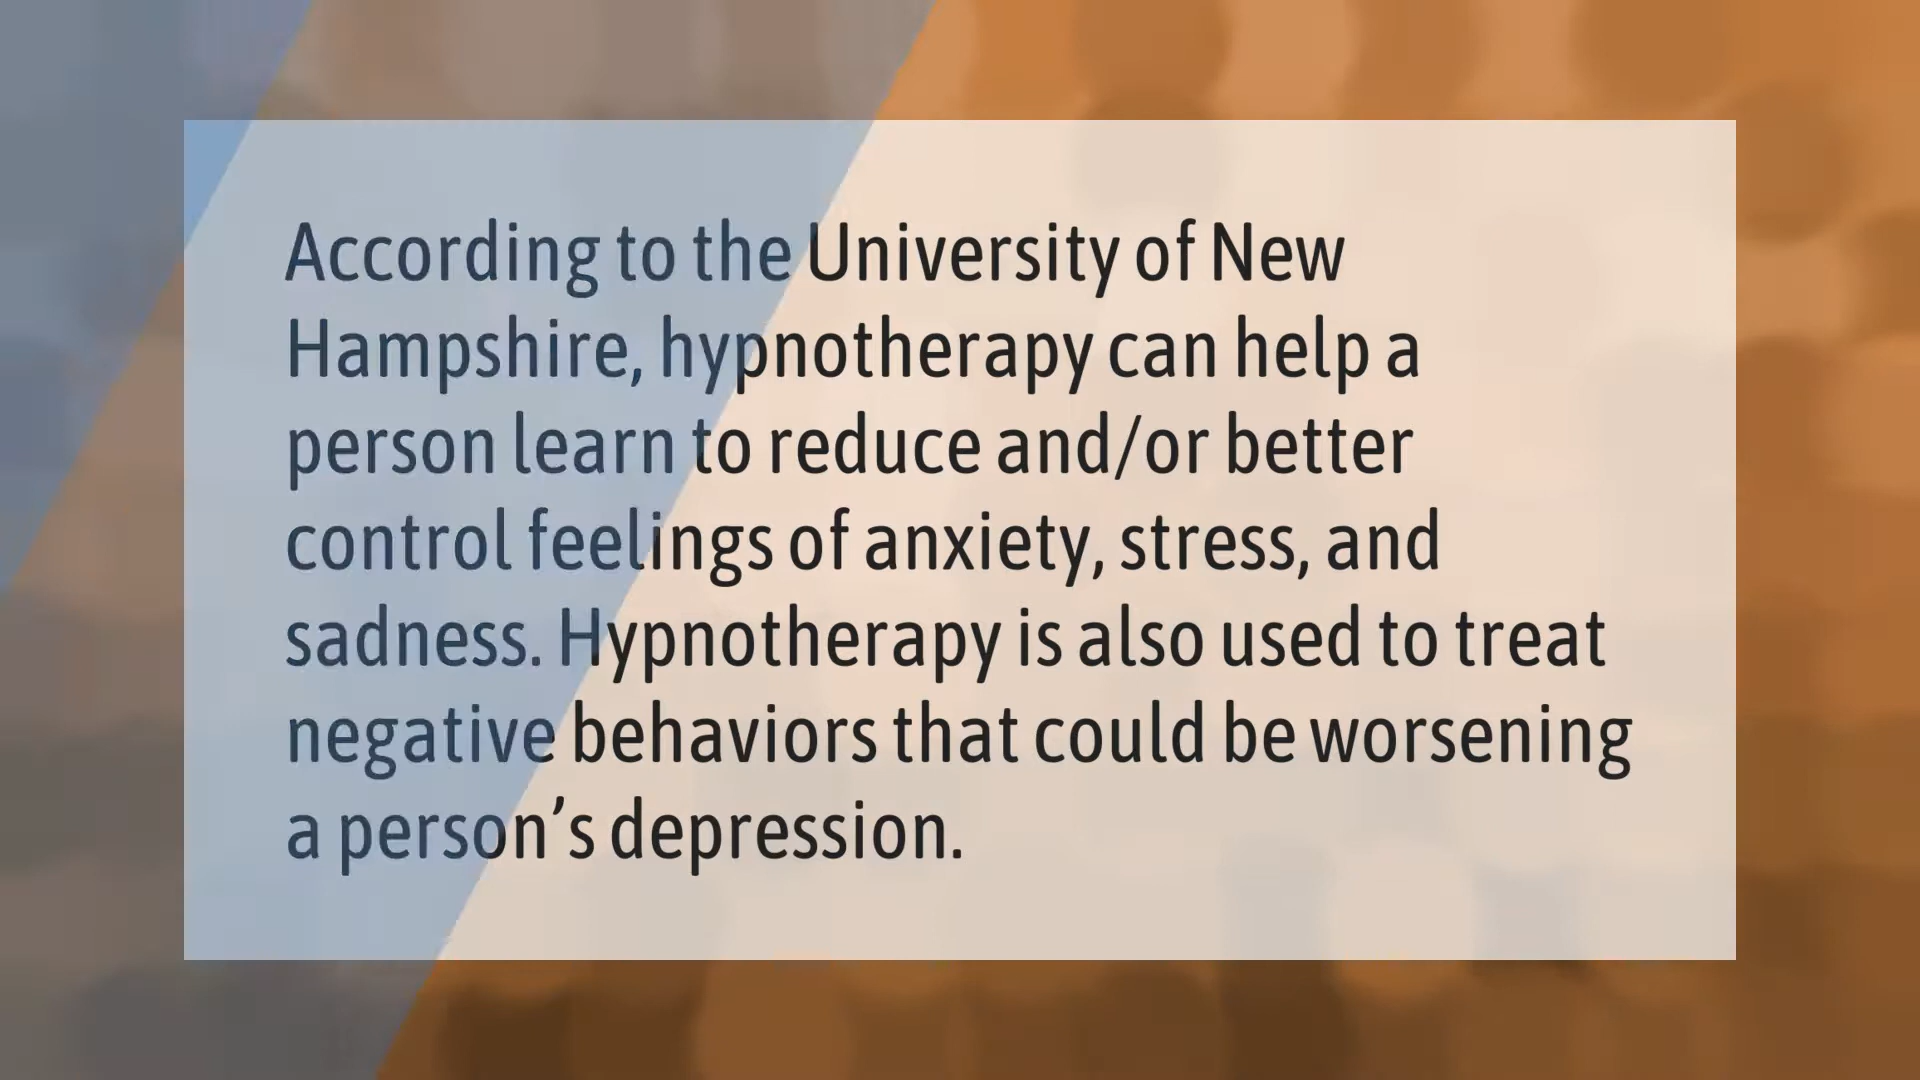 According to the University of New
Hampshire, hypnotherapy can help a
person learn to reduce and/or better
control feelings of anxiety, stress, and
sadness. Hypnotherapy is also used to treat
negative behaviors that could be worsening
a person’s depression.